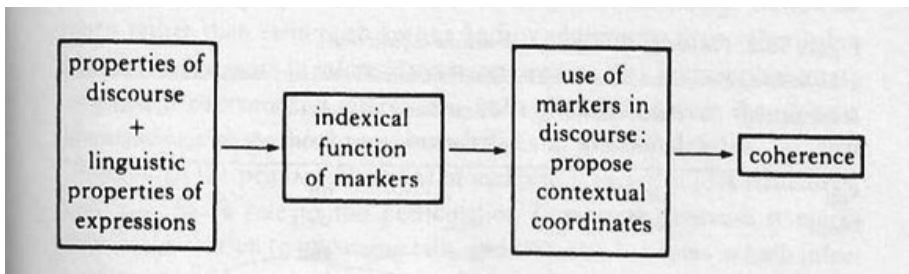 properties of
discourse
+
linguistic
properties of
expressions
indexical
function
of markers
use of
markers in
discourse:
propose
contextual
coordinates
coherence